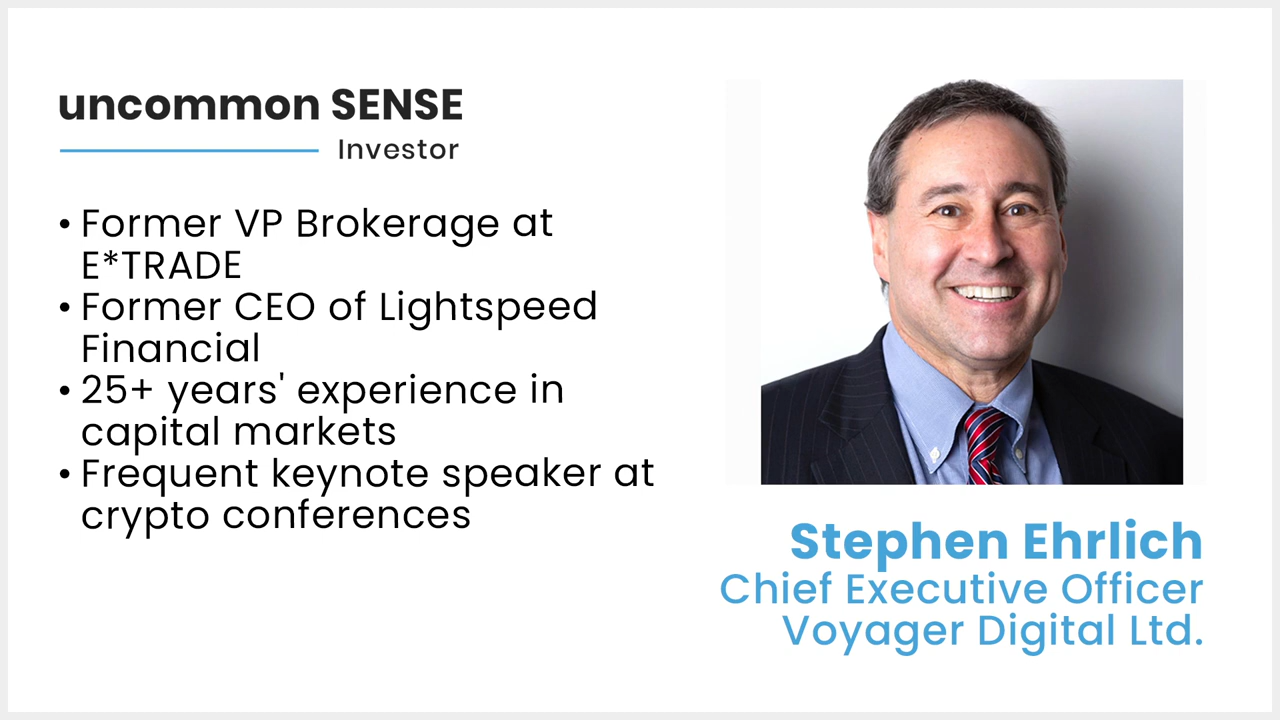 uncommon SENSE
Investor
• Former VP Brokerage at
E*TRADE
• Former CEO of Lightspeed
Financial
• 25+ years' experience in
capital markets
• Frequent keynote speaker at
crypto conferences
Stephen Ehrlich
Chief Executive Officer
Voyager Digital Ltd.